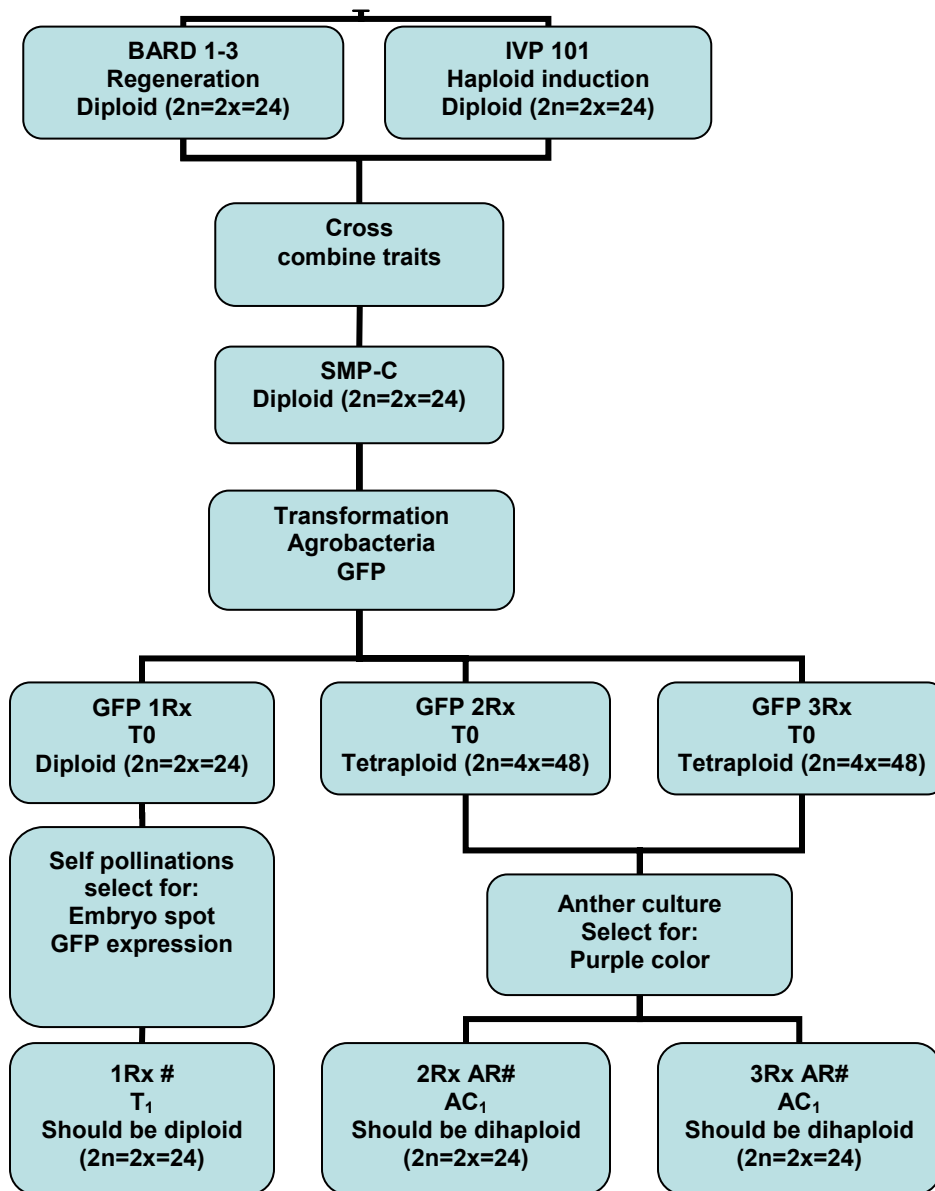 BARD 1-3
Regeneration
Diploid (2n=2x=24)
IVP 101
Haploid induction
Diploid (2n=2x=24)
Cross
combine traits
SMP-C
Diploid (2n=2x=24)
Transformation
Agrobacteria
GFP
GFP 1Rx
T0
Diploid (2n=2x=24)
GFP 2Rx
T0
Tetraploid (2n=4x=48)
GFP 3Rx
T0
Tetraploid (2n=4x=48)
Self pollinations
select for:
Embryo spot
GFP expression
Anther culture
Select for:
Purple color
1Rx #
T₁
Should be diploid
(2n=2x=24)
2Rx AR#
AC₁
Should be dihaploid
(2n=2x=24)
3Rx AR#
AC₁
Should be dihaploid
(2n=2x=24)